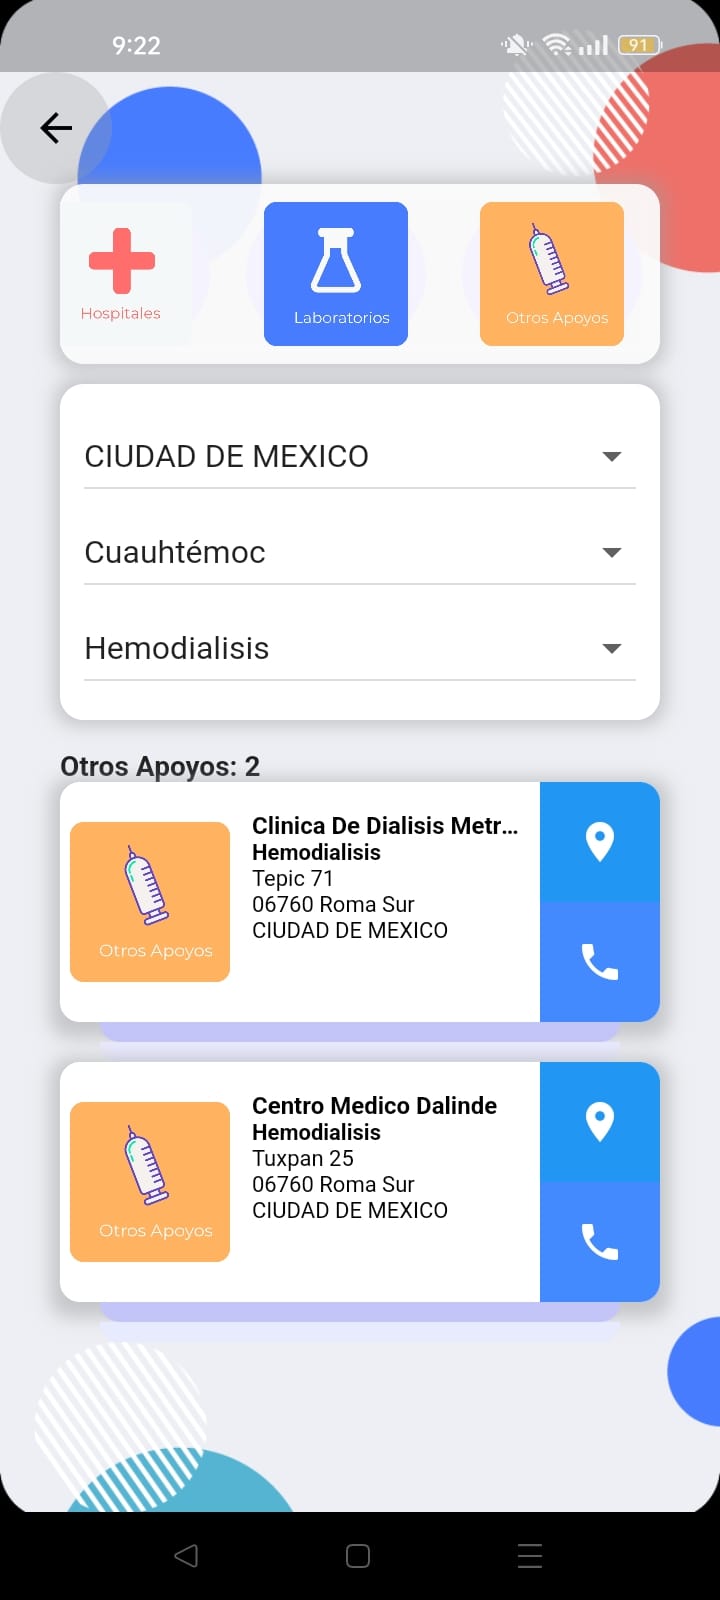 9:22
91
Hospitales
Laboratorios
Otros Apoyos
CIUDAD DE MEXICO
Cuauhtémoc
Hemodialisis
Otros Apoyos: 2
Otros Apoyos
Clinica De Dialisis Metr...
Hemodialisis
Tepic 71
06760 Roma Sur
CIUDAD DE MEXICO
Otros Apoyos
Centro Medico Dalinde
Hemodialisis
Tuxpan 25
06760 Roma Sur
CIUDAD DE MEXICO